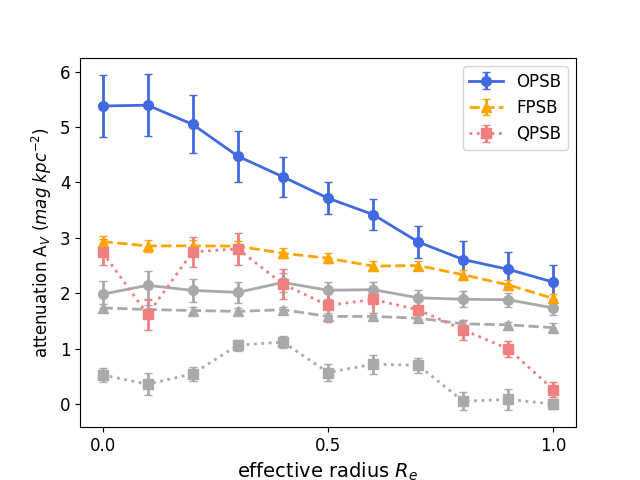 OPSB
FPSB
QPSB
6
5
4
3
2
1
0
attenuation A_V (mag kpc^{-2})
0.0 0.5 1.0
effective radius R_e